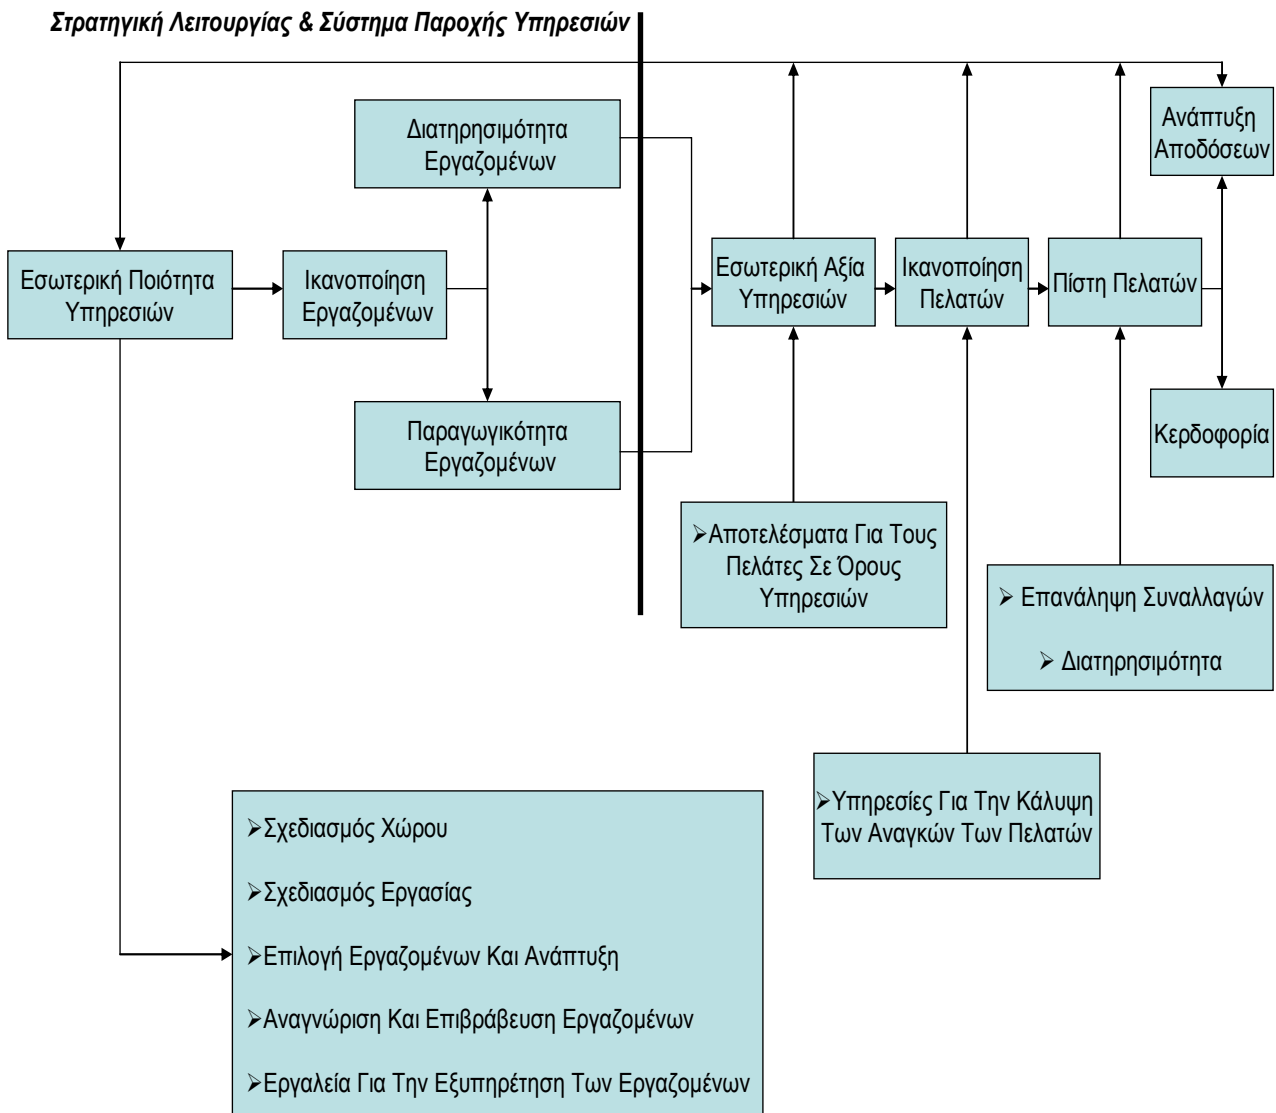 Στρατηγική Λειτουργίας & Σύστημα Παροχής Υπηρεσιών
Διατηρησιμότητα
Εργαζομένων
Ανάπτυξη
Αποδόσεων
Εσωτερική Ποιότητα
Υπηρεσιών
Ικανοποίηση
Εργαζομένων
Εσωτερική Αξία
Υπηρεσιών
Ικανοποίηση
Πελατών
Πίστη Πελατών
Παραγωγικότητα
Εργαζομένων
Κερδοφορία
➢Αποτελέσματα Για Τους
Πελάτες Σε Όρους
Υπηρεσιών
➢ Επανάληψη Συναλλαγών
➢ Διατηρησιμότητα
➢Υπηρεσίες Για Την Κάλυψη
Των Αναγκών Των Πελατών
➢Σχεδιασμός Χώρου
➢Σχεδιασμός Εργασίας
➢Επιλογή Εργαζομένων Και Ανάπτυξη
➢Αναγνώριση Και Επιβράβευση Εργαζομένων
➢Εργαλεία Για Την Εξυπηρέτηση Των Εργαζομένων